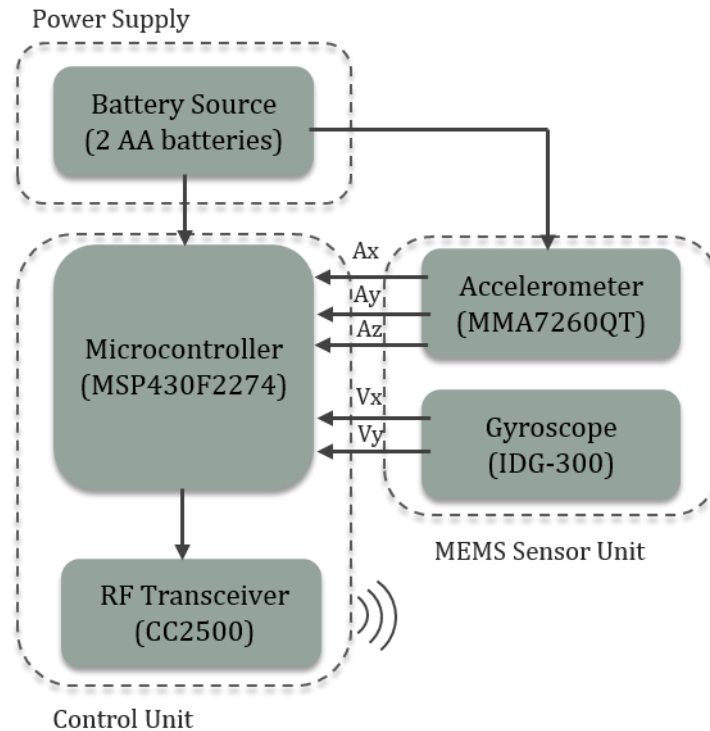 Power Supply
Battery Source
(2 AA batteries)
Ax
Ay
Az
Accelerometer
(MMA7260QT)
Microcontroller
(MSP430F2274)
Vx
Vy
Gyroscope
(IDG-300)
MEMS Sensor Unit
RF Transceiver
(CC2500)
Control Unit